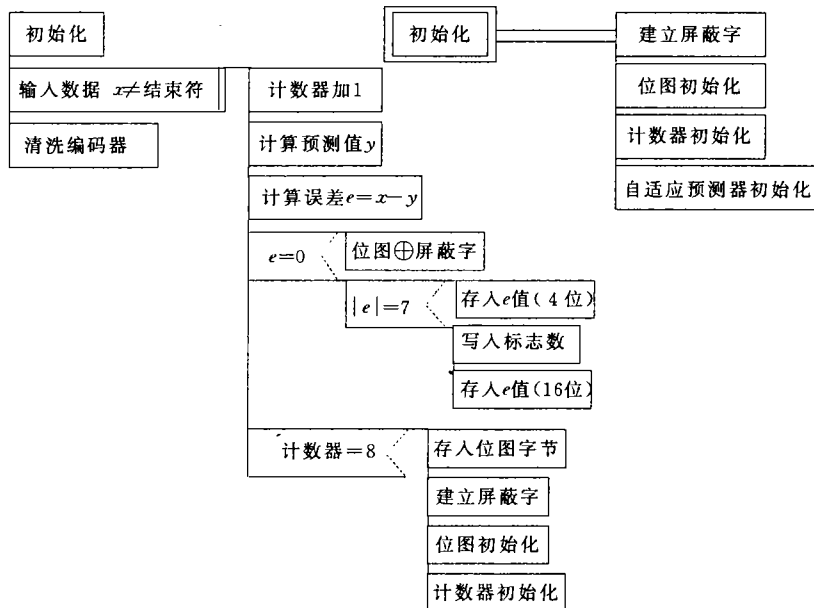 初始化
输入数据 x≠结束符
清洗编码器
计数器加1
计算预测值y
计算误差e=x-y
e=0
位图⊕屏蔽字
|e|=7
存入e值(4位)
写入标志数
存入e值(16位)
计数器=8
存入位图字节
建立屏蔽字
位图初始化
计数器初始化
初始化
建立屏蔽字
位图初始化
计数器初始化
自适应预测器初始化